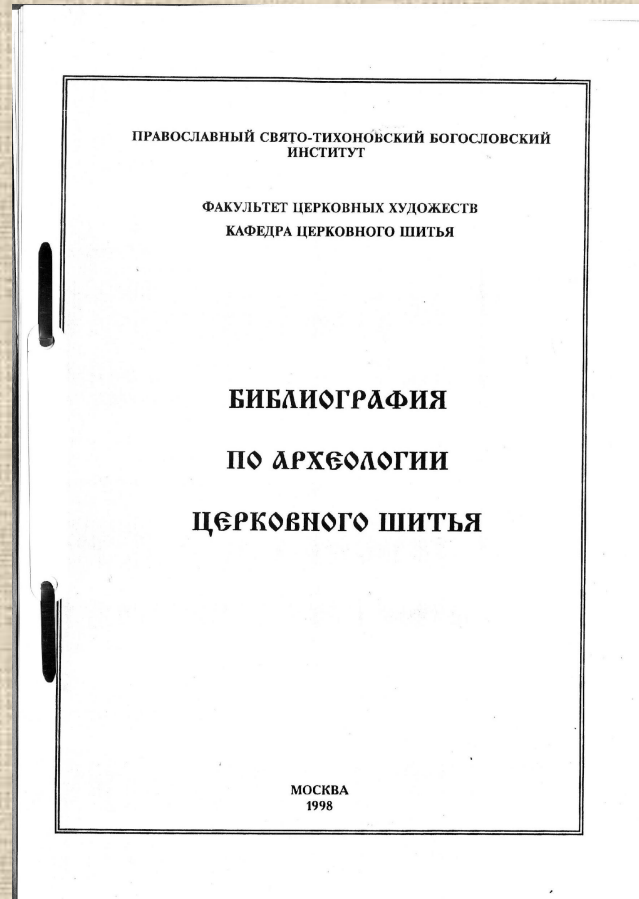 ПРАВОСЛАВНЫЙ СВЯТО-ТИХОНОВСКИЙ БОГОСЛОВСКИЙ
ИНСТИТУТ
ФАКУЛЬТЕТ ЦЕРКОВНЫХ ХУДОЖЕСТВ
КАФЕДРА ЦЕРКОВНОГО ШИТЬЯ
БИБЛИОГРАФИЯ
ПО АРХЕОЛОГИИ
ЦЕРКОВНОГО ШИТЬЯ
МОСКВА
1998